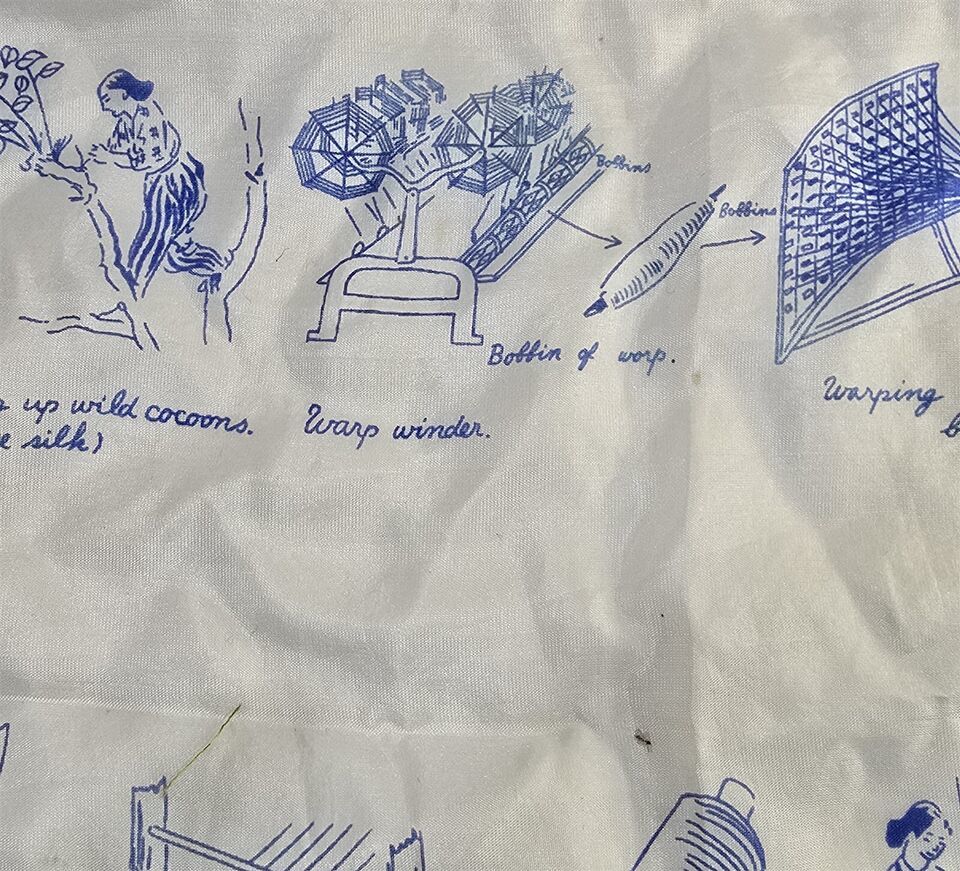 Bobbins
Bobbins
Bobbin of warp.
up wild cocoons.
silk)
Warp winder.
Warping